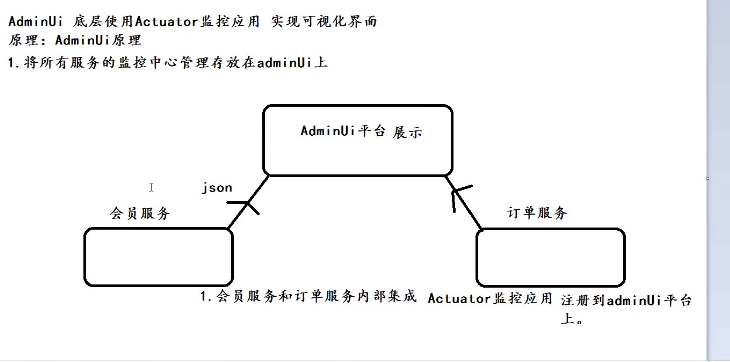 AdminUi 底层使用Actuator监控应用 实现可视化界面
原理：AdminUi原理
1.将所有服务的监控中心管理存放在adminUi上
AdminUi平台 展示
json
会员服务
订单服务
1.会员服务和订单服务内部集成 Actuator监控应用 注册到adminUi平台
上。